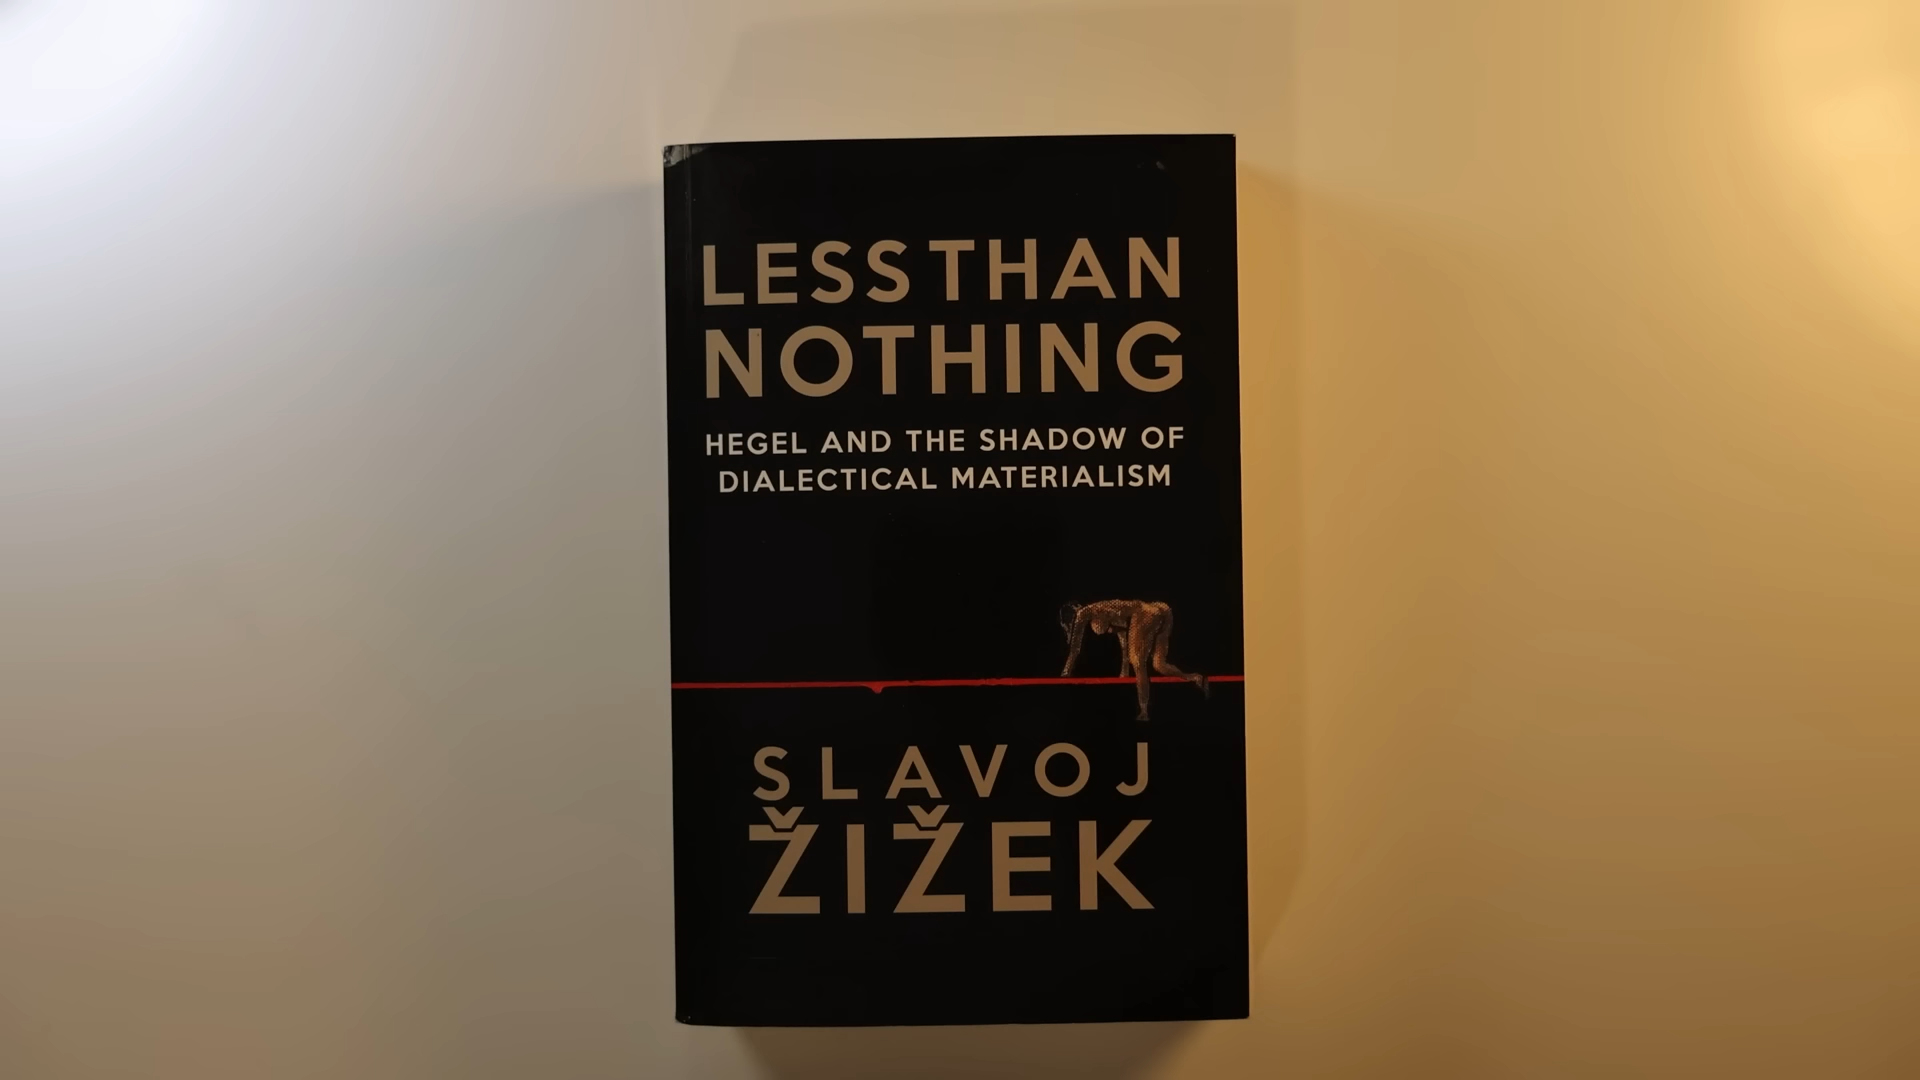 LESS THAN
NOTHING
HEGEL AND THE SHADOW OF
DIALECTICAL MATERIALISM
SLAVOJ
ŽIŽEK